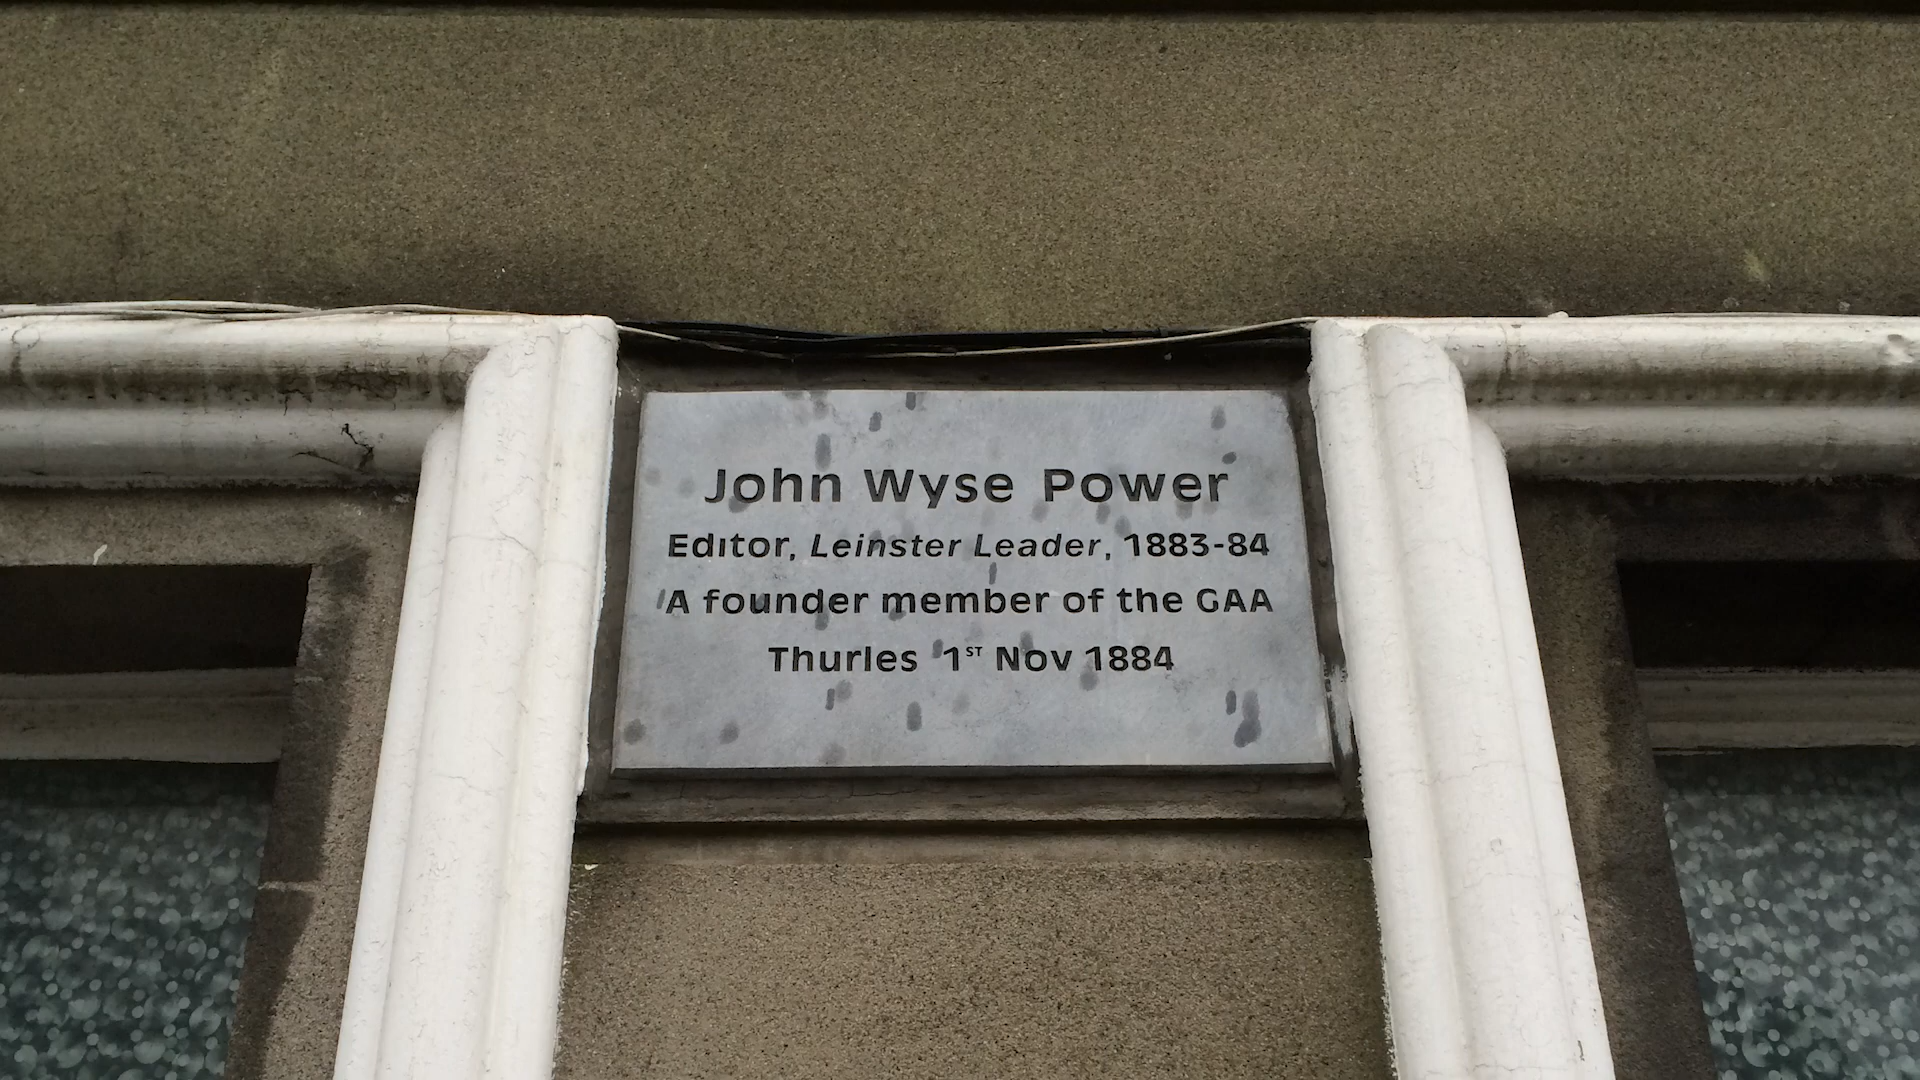 John Wyse Power
Editor, Leinster Leader, 1883-84
A founder member of the GAA
Thurles 1ST Nov 1884